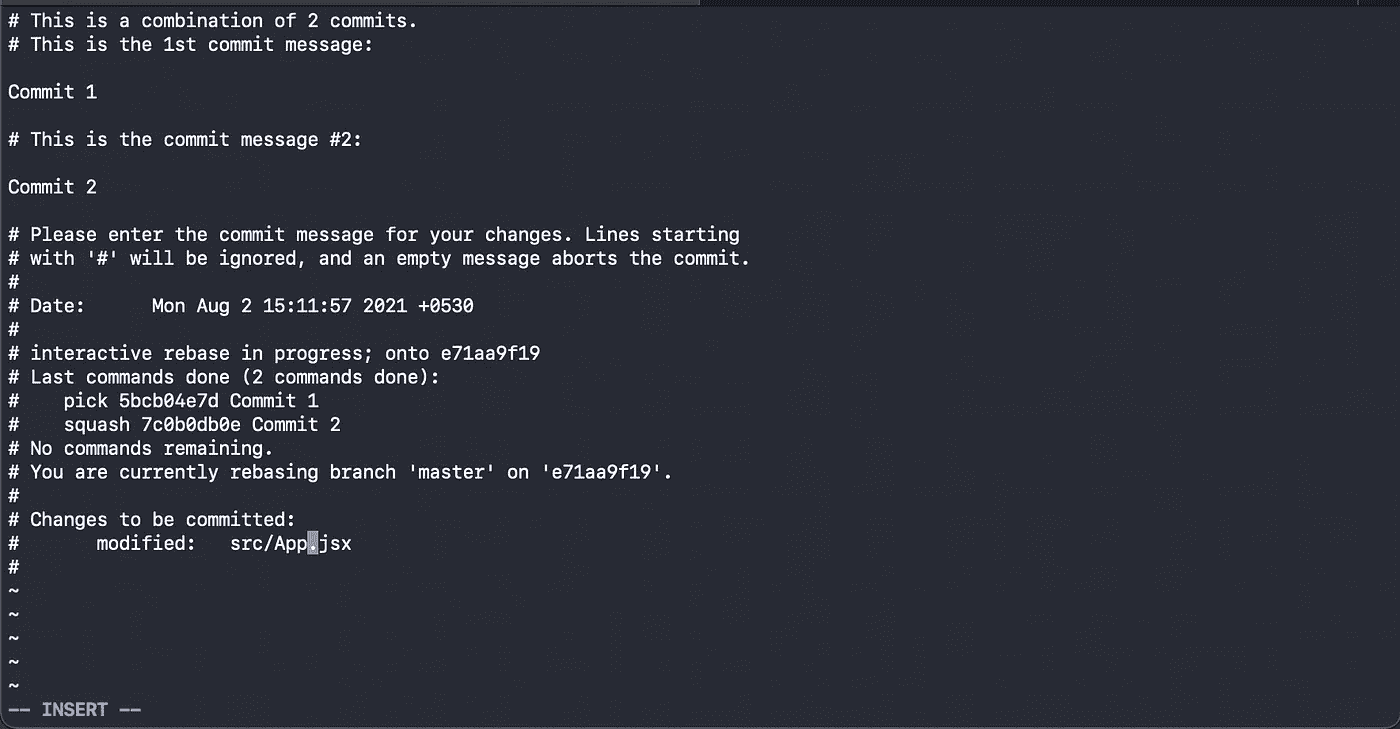 # This is a combination of 2 commits.
# This is the 1st commit message:
Commit 1
# This is the commit message #2:
Commit 2
# Please enter the commit message for your changes. Lines starting
# with '#' will be ignored, and an empty message aborts the commit.
#
# Date:      Mon Aug 2 15:11:57 2021 +0530
#
# interactive rebase in progress; onto e71aa9f19
# Last commands done (2 commands done):
#    pick 5bcb04e7d Commit 1
#    squash 7c0b0db0e Commit 2
# No commands remaining.
# You are currently rebasing branch 'master' on 'e71aa9f19'.
#
# Changes to be committed:
#       modified:   src/App.jsx
#
~
~
~
~
~
-- INSERT --